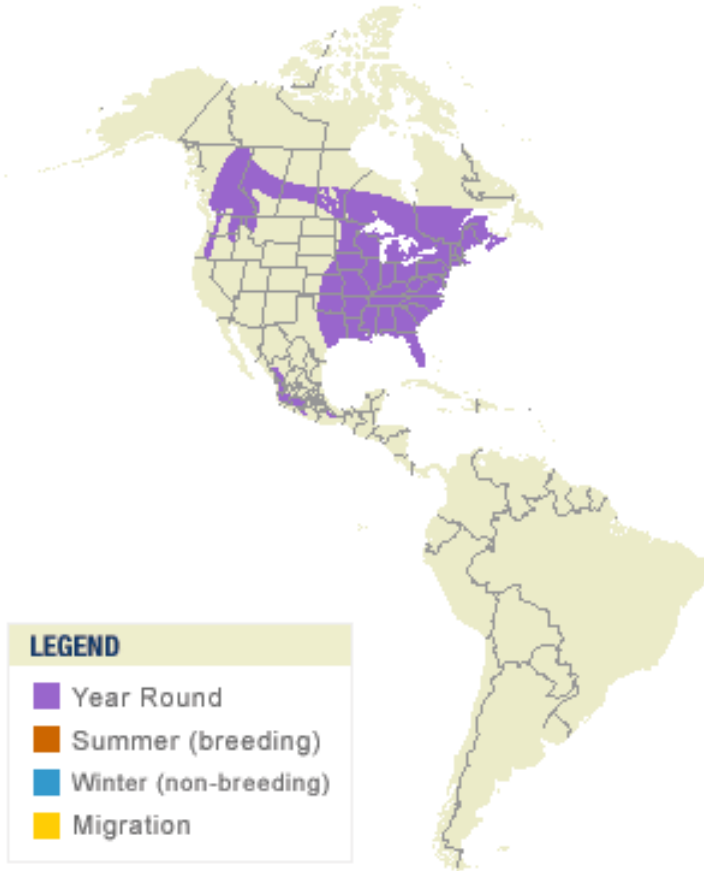 LEGEND
Year Round
Summer (breeding)
Winter (non-breeding)
Migration